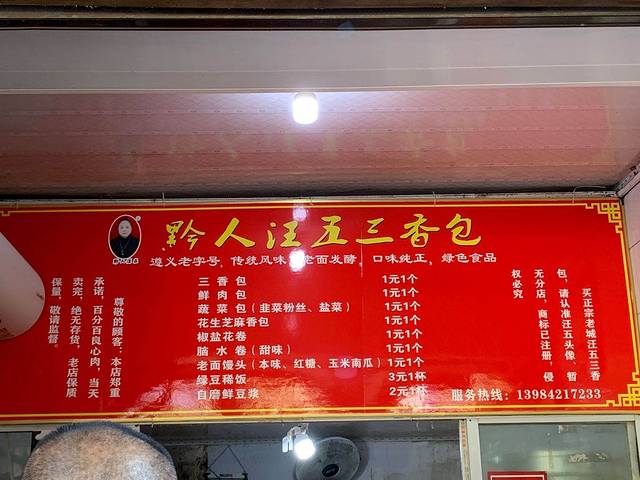 黔人汪五三香包
遵义老字号，传统风味 老面发酵， 口味纯正，绿色食品
尊敬的顾客：本店郑重
承诺，百分百良心肉，当天
卖完，绝无存货，老店保质
保量，敬请监督。
三香包 1元1个
鲜肉包 1元1个
蔬菜包（韭菜粉丝、盐菜） 1元1个
花生芝麻香包 1元1个
椒盐花卷 1元1个
脑水卷（甜味） 1元1个
老面馒头（本味、红糖、玉米南瓜） 1元1个
绿豆稀饭 3元1杯
自磨鲜豆浆 2元1杯
买正宗老城汪五三香
包，请认准汪五头像，暂
无分店，商标已注册，侵
权必究
服务热线：13984217233